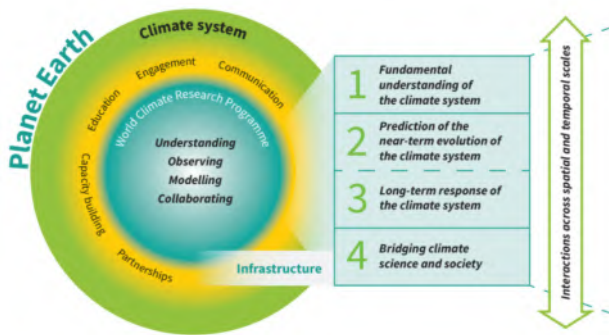 Planet Earth
Climate system
Education
Engagement
Communication
Capacity building
Partnerships
World Climate Research Programme
Understanding
Observing
Modelling
Collaborating
Infrastructure
1
Fundamental
understanding of
the climate system
2
Prediction of the
near-term evolution of
the climate system
3
Long-term response of
the climate system
4
Bridging climate
science and society
Interactions across spatial and temporal scales